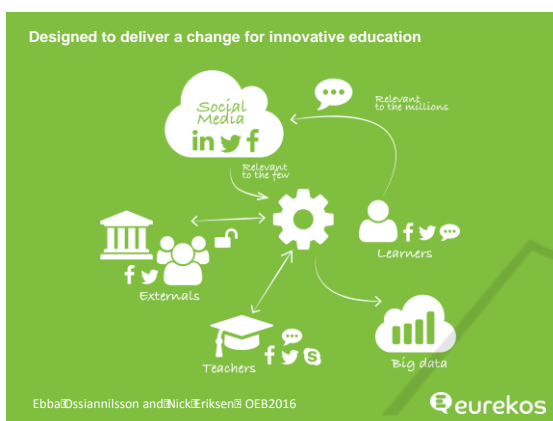 Designed to deliver a change for innovative education
Social
Media
in
Relevant
to the millions
Relevant
to the few
Learners
Externals
Teachers
Big data
Ebba Ossiannilsson and Nick Eriksen OEB2016
eurekos